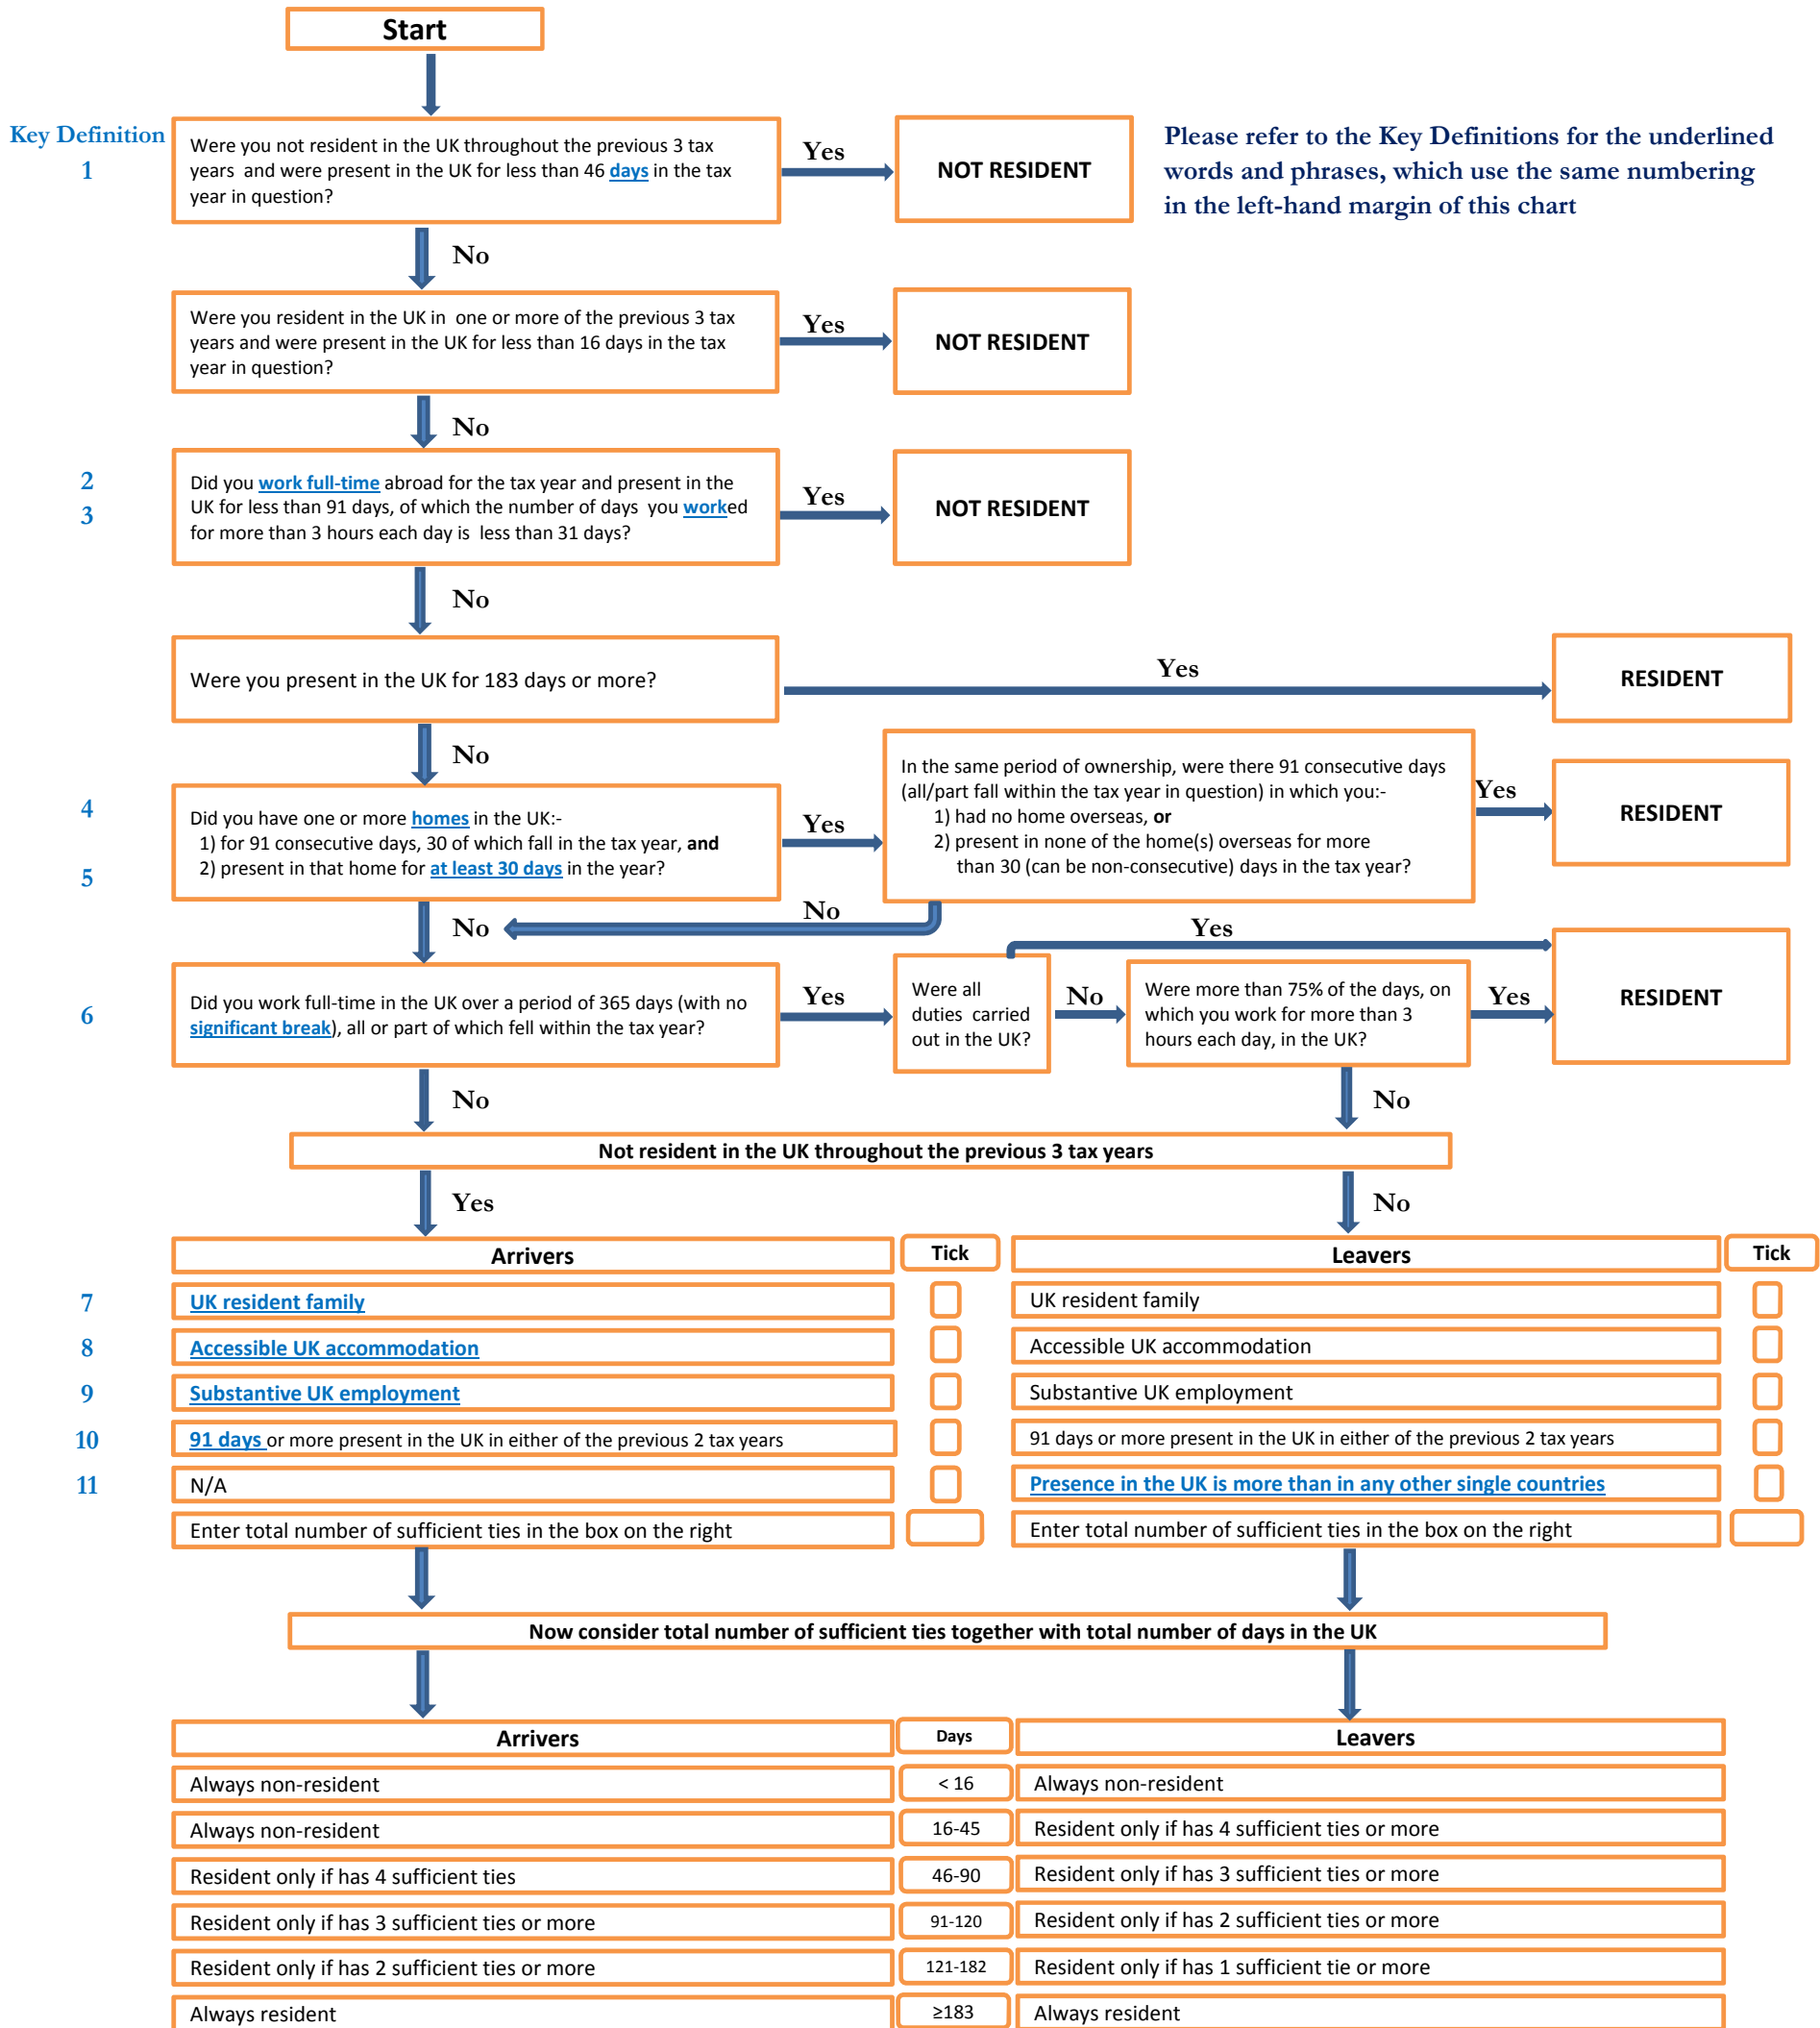 Start
Key Definition
1
Were you not resident in the UK throughout the previous 3 tax
years and were present in the UK for less than 46 days in the tax
year in question?
Yes
NOT RESIDENT
Please refer to the Key Definitions for the underlined
words and phrases, which use the same numbering
in the left-hand margin of this chart
No
Were you resident in the UK in one or more of the previous 3 tax
years and were present in the UK for less than 16 days in the tax
year in question?
Yes
NOT RESIDENT
No
2
3
Did you work full-time abroad for the tax year and present in the
UK for less than 91 days, of which the number of days you worked
for more than 3 hours each day is less than 31 days?
Yes
NOT RESIDENT
No
Were you present in the UK for 183 days or more?
Yes
RESIDENT
No
4
5
Did you have one or more homes in the UK:-
1) for 91 consecutive days, 30 of which fall in the tax year, and
2) present in that home for at least 30 days in the year?
Yes
In the same period of ownership, were there 91 consecutive days
(all/part fall within the tax year in question) in which you:-
1) had no home overseas, or
2) present in none of the home(s) overseas for more
than 30 (can be non-consecutive) days in the tax year?
Yes
RESIDENT
No
No
6
Did you work full-time in the UK over a period of 365 days (with no
significant break), all or part of which fell within the tax year?
Yes
Were all
duties carried
out in the UK?
Yes
No
Were more than 75% of the days, on
which you work for more than 3
hours each day, in the UK?
Yes
RESIDENT
No
No
Not resident in the UK throughout the previous 3 tax years
Yes
No
Arrivers
Tick
Leavers
Tick
7
UK resident family
UK resident family
8
Accessible UK accommodation
Accessible UK accommodation
9
Substantive UK employment
Substantive UK employment
10
91 days or more present in the UK in either of the previous 2 tax years
91 days or more present in the UK in either of the previous 2 tax years
11
N/A
Presence in the UK is more than in any other single countries
Enter total number of sufficient ties in the box on the right
Enter total number of sufficient ties in the box on the right
Now consider total number of sufficient ties together with total number of days in the UK
Arrivers
Days
Leavers
Always non-resident
< 16
Always non-resident
Always non-resident
16-45
Resident only if has 4 sufficient ties or more
Resident only if has 4 sufficient ties
46-90
Resident only if has 3 sufficient ties or more
Resident only if has 3 sufficient ties or more
91-120
Resident only if has 2 sufficient ties or more
Resident only if has 2 sufficient ties or more
121-182
Resident only if has 1 sufficient tie or more
Always resident
≥183
Always resident